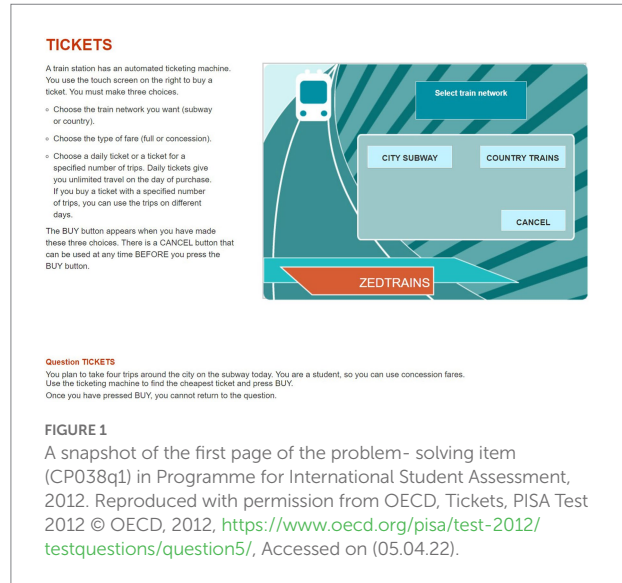 TICKETS
A train station has an automated ticketing machine.
You use the touch screen on the right to buy a
ticket. You must make three choices.
◦ Choose the train network you want (subway
or country).
◦ Choose the type of fare (full or concession).
◦ Choose a daily ticket or a ticket for a
specified number of trips. Daily tickets give
you unlimited travel on the day of purchase.
If you buy a ticket with a specified number
of trips, you can use the trips on different
days.
The BUY button appears when you have made
these three choices. There is a CANCEL button that
can be used at any time BEFORE you press the
BUY button.
Select train network
CITY SUBWAY
COUNTRY TRAINS
CANCEL
ZEDTRAINS
Question TICKETS
You plan to take four trips around the city on the subway today. You are a student, so you can use concession fares.
Use the ticketing machine to find the cheapest ticket and press BUY.
Once you have pressed BUY, you cannot return to the question.
FIGURE 1
A snapshot of the first page of the problem- solving item
(CP038q1) in Programme for International Student Assessment,
2012. Reproduced with permission from OECD, Tickets, PISA Test
2012 © OECD, 2012, https://www.oecd.org/pisa/test-2012/
testquestions/question5/, Accessed on (05.04.22).